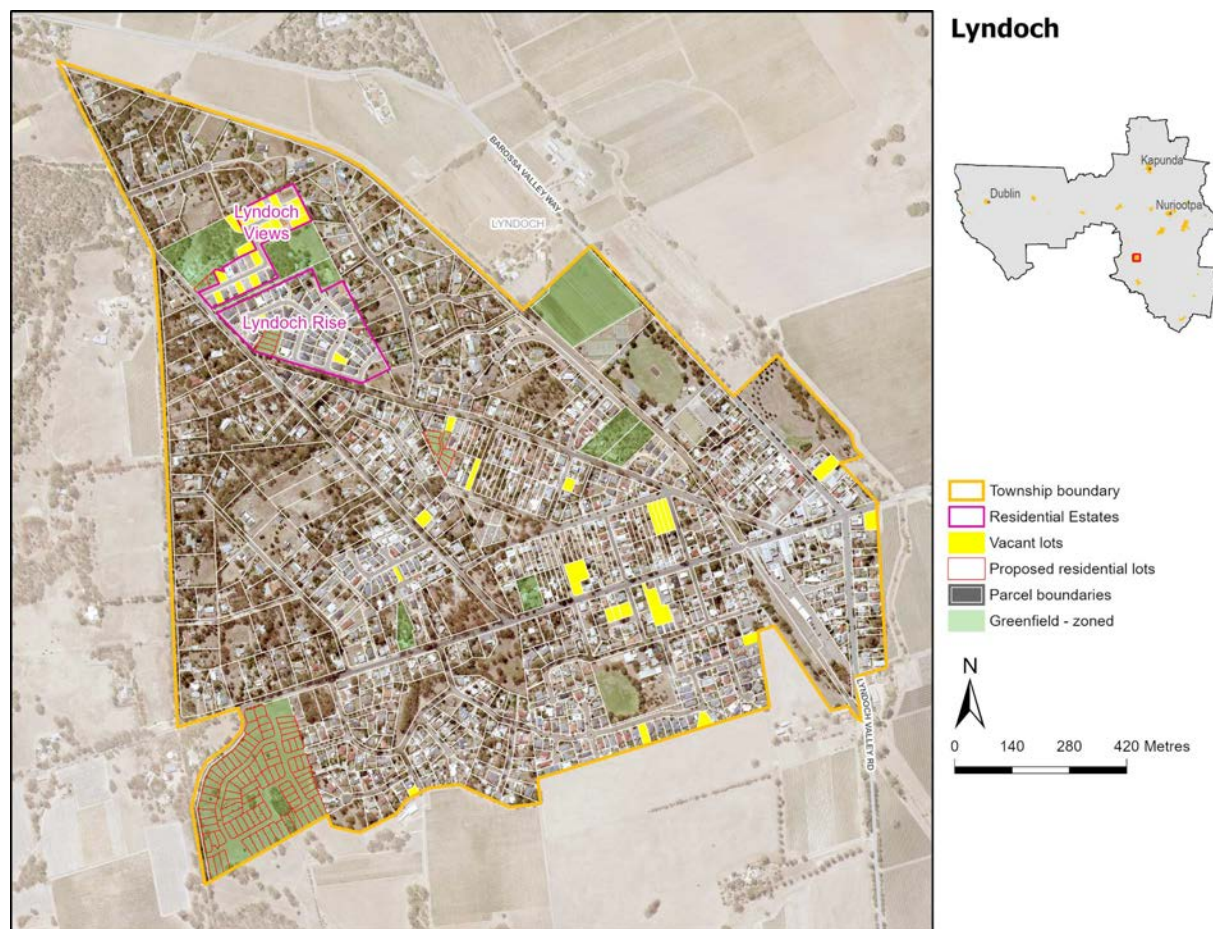 Lyndoch
BAROSSA VALLEY WAY
LYNDOCH
Lyndoch
Views
Lyndoch Rise
LYNDOCH VALLEY RD
Kapunda
Dublin
Nuriootpa
Township boundary
Residential Estates
Vacant lots
Proposed residential lots
Parcel boundaries
Greenfield - zoned
N
0 140 280 420 Metres